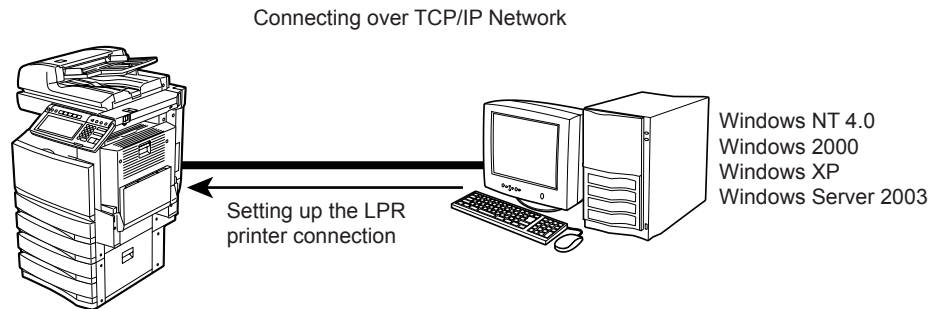 Connecting over TCP/IP Network
Windows NT 4.0
Windows 2000
Windows XP
Windows Server 2003
Setting up the LPR
printer connection